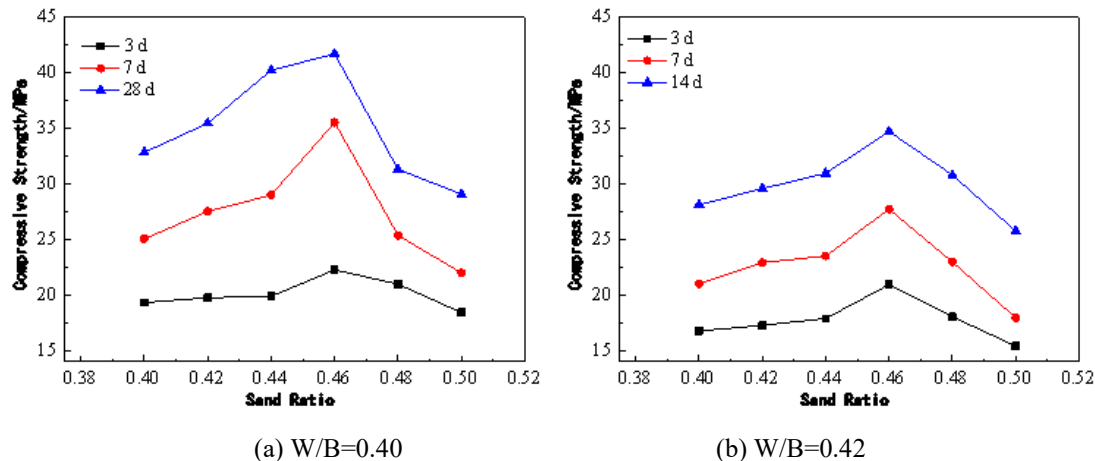 45
40
35
30
25
20
15
0.38 0.40 0.42 0.44 0.46 0.48 0.50 0.52
Compressive Strength/MPa
Sand Ratio
3 d
7 d
28 d
(a) W/B=0.40
45
40
35
30
25
20
15
0.38 0.40 0.42 0.44 0.46 0.48 0.50 0.52
Compressive Strength/MPa
Sand Ratio
3 d
7 d
14 d
(b) W/B=0.42